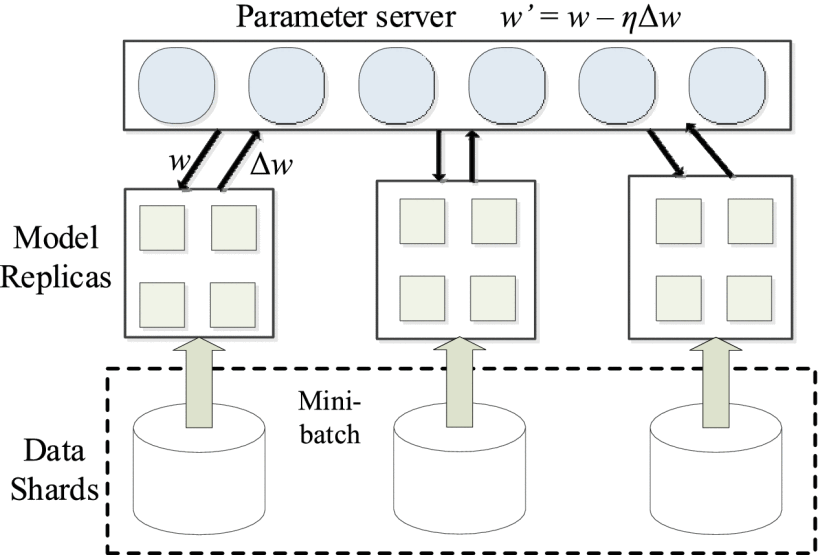 Parameter server w’ = w – ηΔw
w Δw
Model
Replicas
Mini-
batch
Data
Shards